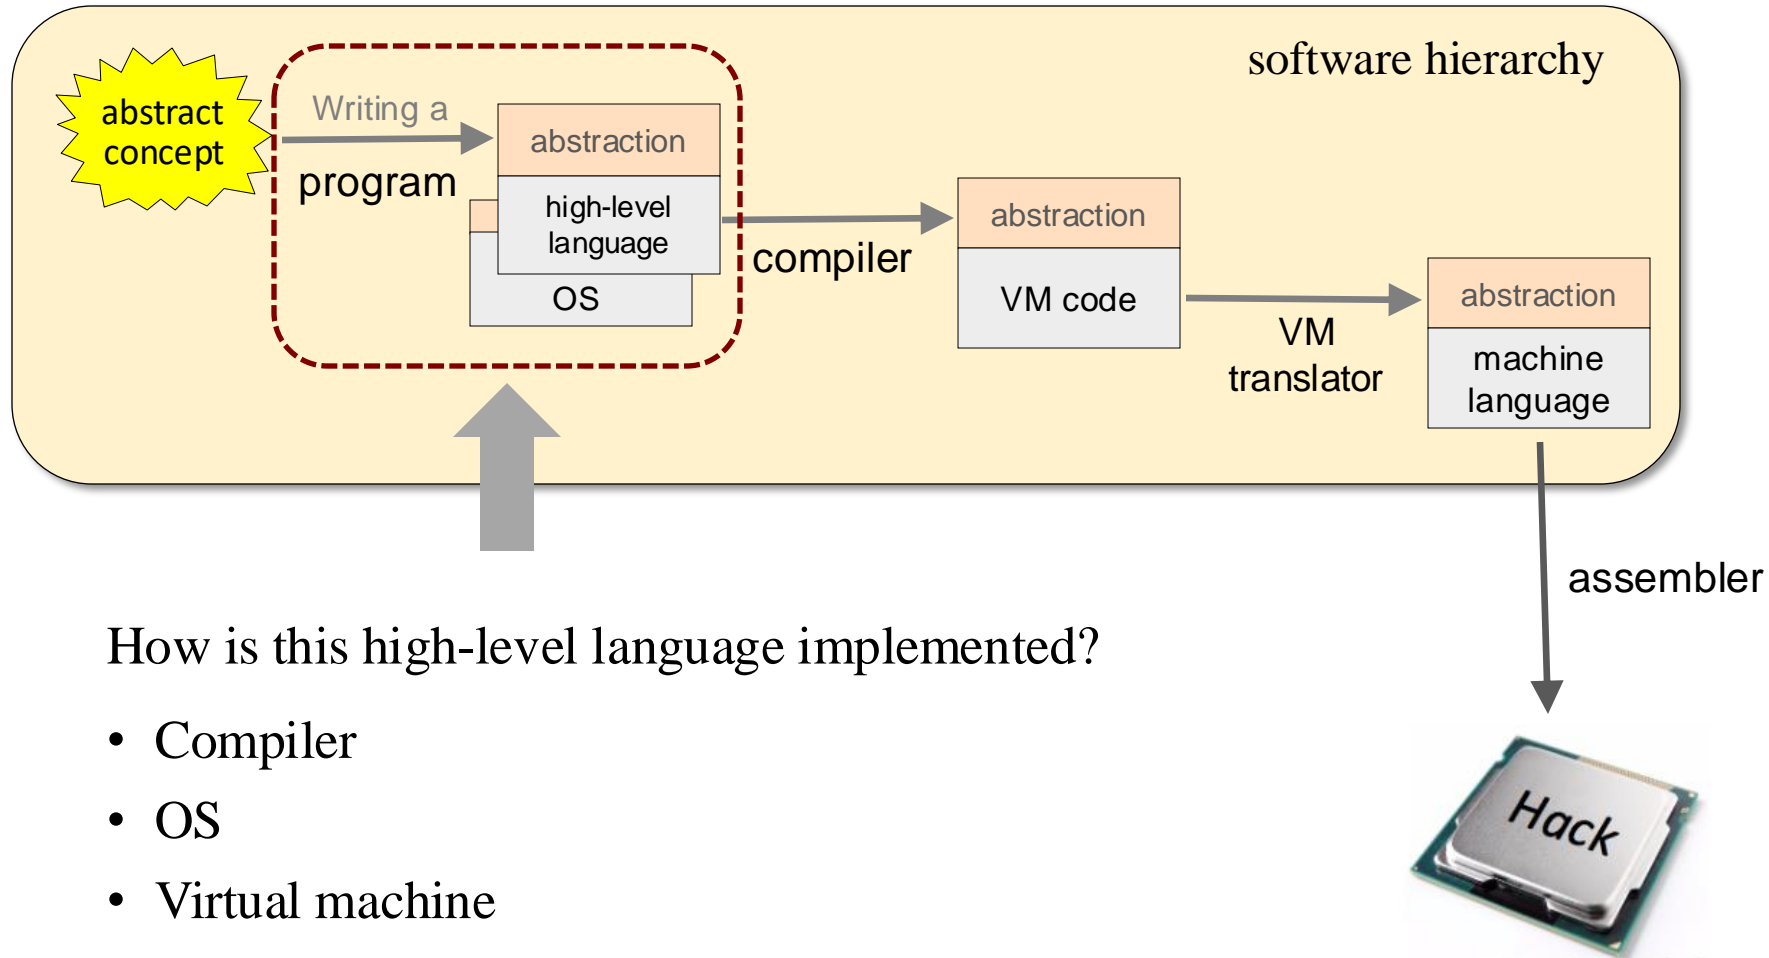 software hierarchy
abstract
concept
Writing a
program
abstraction
high-level
language
OS
compiler
abstraction
VM code
VM
translator
abstraction
machine
language
assembler
How is this high-level language implemented?
• Compiler
• OS
• Virtual machine
Hack